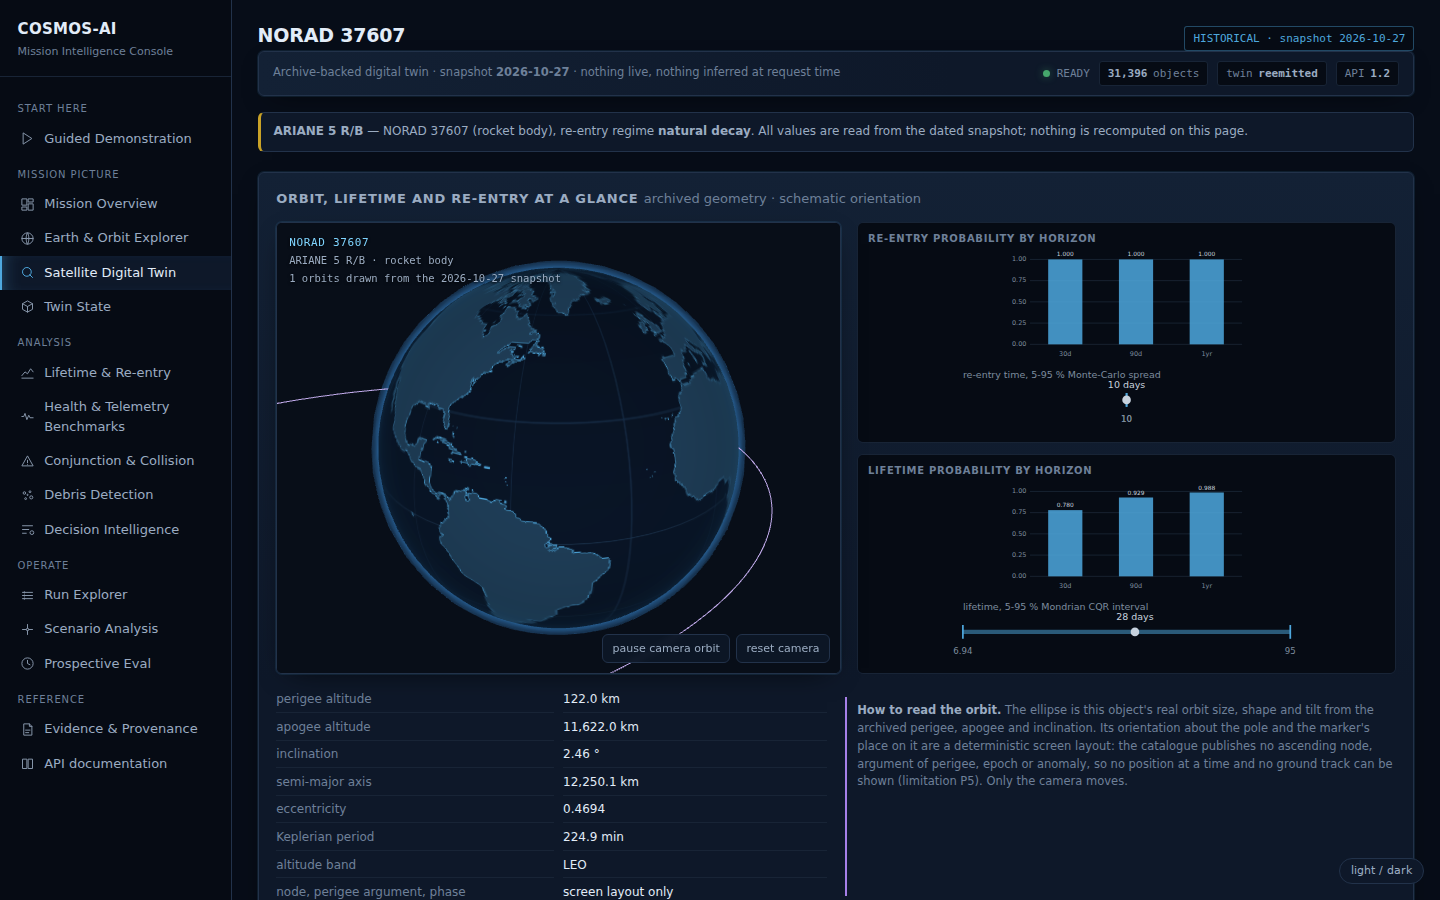 COSMOS-AI
Mission Intelligence Console
START HERE
Guided Demonstration
MISSION PICTURE
Mission Overview
Earth & Orbit Explorer
Satellite Digital Twin
Twin State
ANALYSIS
Lifetime & Re-entry
Health & Telemetry
Benchmarks
Conjunction & Collision
Debris Detection
Decision Intelligence
OPERATE
Run Explorer
Scenario Analysis
Prospective Eval
REFERENCE
Evidence & Provenance
API documentation
NORAD 37607
HISTORICAL · snapshot 2026-10-27
Archive-backed digital twin · snapshot 2026-10-27 · nothing live, nothing inferred at request time
READY
31,396 objects
twin reemitted
API 1.2
ARIANE 5 R/B — NORAD 37607 (rocket body), re-entry regime natural decay. All values are read from the dated snapshot; nothing is recomputed on this page.
ORBIT, LIFETIME AND RE-ENTRY AT A GLANCE archived geometry · schematic orientation
NORAD 37607
ARIANE 5 R/B · rocket body
1 orbits drawn from the 2026-10-27 snapshot
pause camera orbit
reset camera
RE-ENTRY PROBABILITY BY HORIZON
1.000 1.000 1.000
1.00
0.75
0.50
0.25
0.00
30d 90d 1yr
re-entry time, 5-95 % Monte-Carlo spread
10 days
10
LIFETIME PROBABILITY BY HORIZON
0.780 0.929 0.988
1.00
0.75
0.50
0.25
0.00
30d 90d 1yr
lifetime, 5-95 % Mondrian CQR interval
28 days
6.94 95
perigee altitude 122.0 km
apogee altitude 11,622.0 km
inclination 2.46 °
semi-major axis 12,250.1 km
eccentricity 0.4694
Keplerian period 224.9 min
altitude band LEO
node, perigee argument, phase screen layout only
How to read the orbit. The ellipse is this object's real orbit size, shape and tilt from the
archived perigee, apogee and inclination. Its orientation about the pole and the marker's
place on it are a deterministic screen layout: the catalogue publishes no ascending node,
argument of perigee, epoch or anomaly, so no position at a time and no ground track can be
shown (limitation P5). Only the camera moves.
light / dark